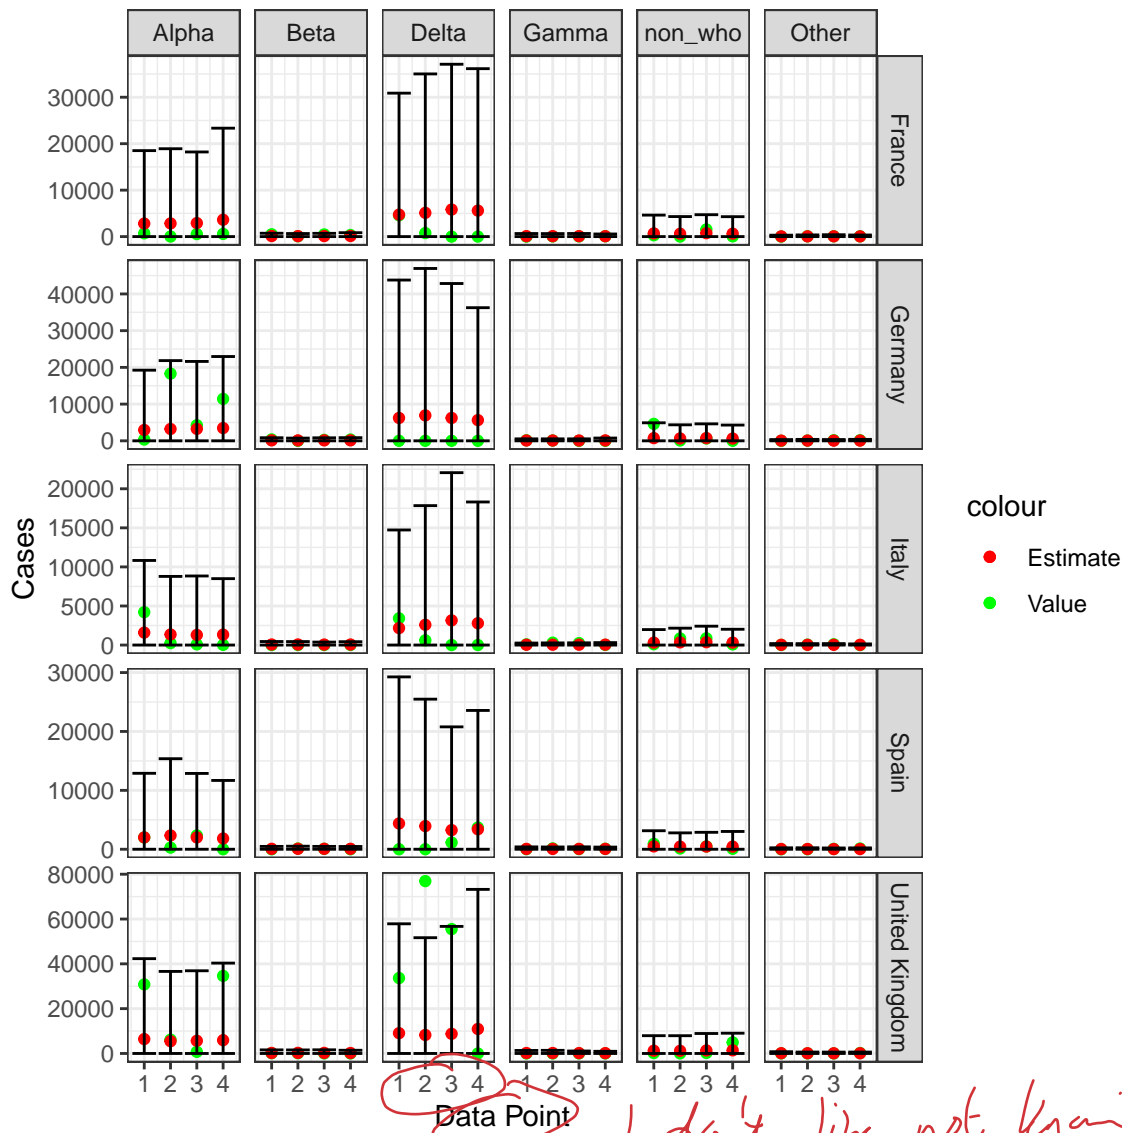 Alpha Beta Delta Gamma non_who Other
30000
20000
10000
0
France
40000
30000
20000
10000
0
Germany
20000
15000
10000
5000
0
Italy
30000
20000
10000
0
Spain
80000
60000
40000
20000
0
United Kingdom
Cases
1 2 3 4 1 2 3 4 1 2 3 4 1 2 3 4 1 2 3 4 1 2 3 4
Data Point
colour
Estimate
Value
I don't like not